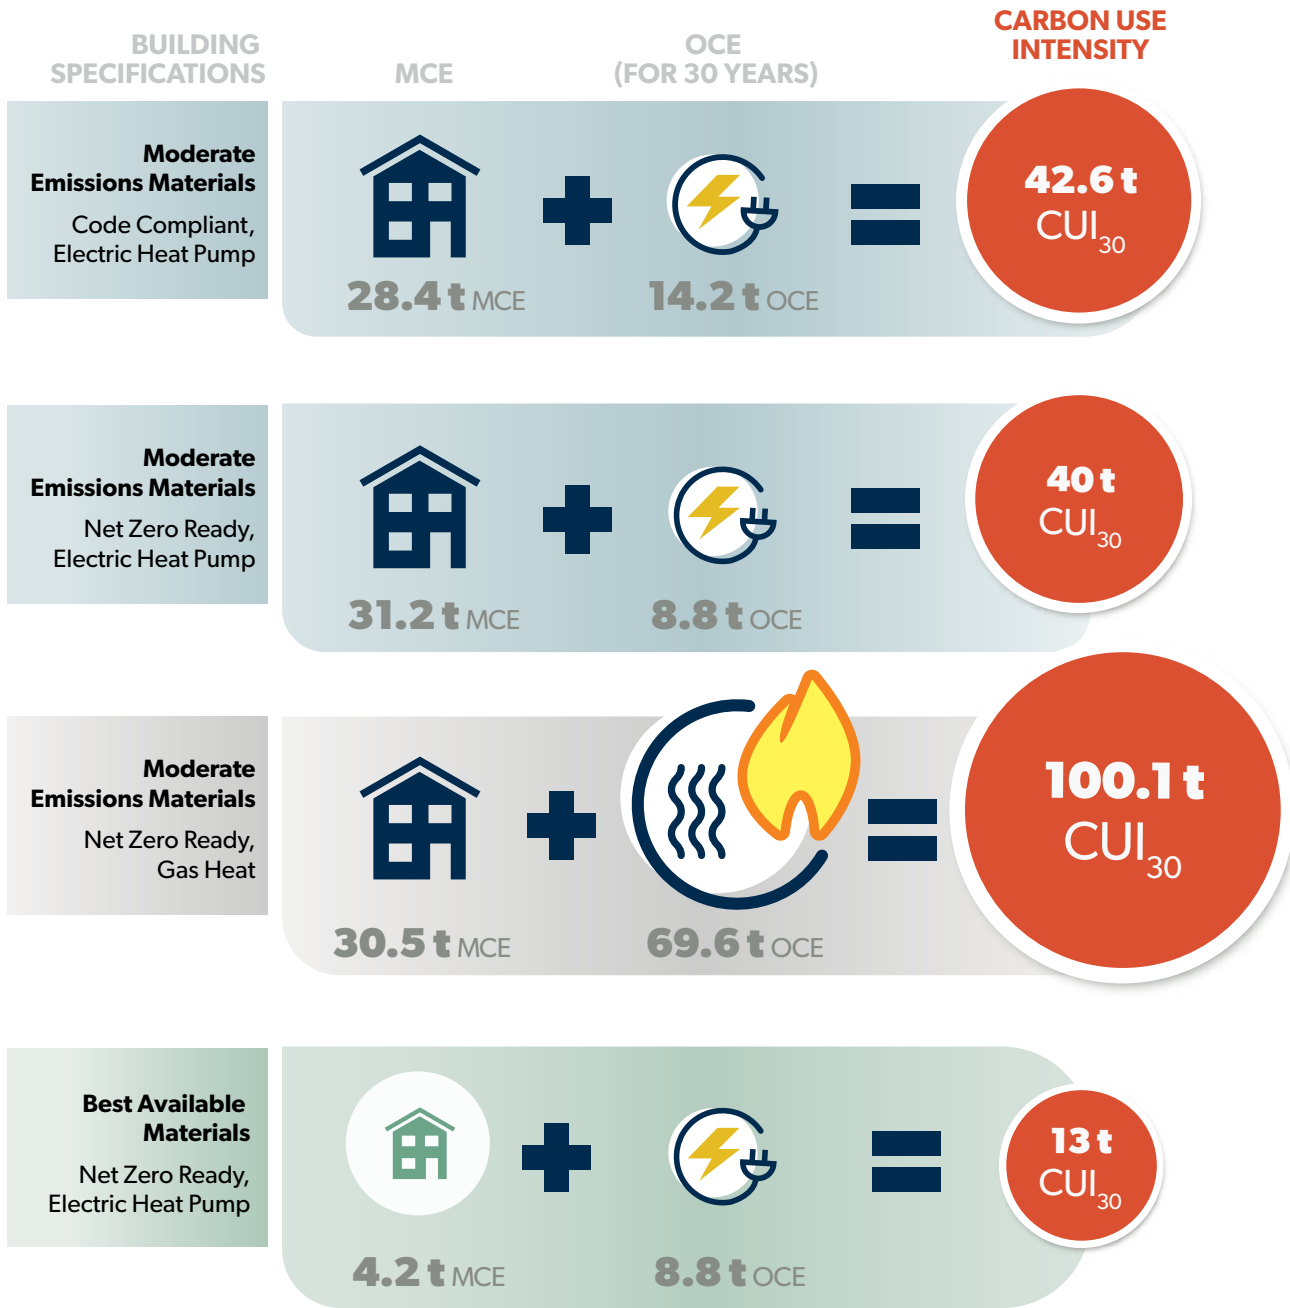 BUILDING
SPECIFICATIONS
MCE
OCE
(FOR 30 YEARS)
CARBON USE
INTENSITY
Moderate
Emissions Materials
Code Compliant,
Electric Heat Pump
28.4 t MCE
14.2 t OCE
42.6 t
CUI30
Moderate
Emissions Materials
Net Zero Ready,
Electric Heat Pump
31.2 t MCE
8.8 t OCE
40 t
CUI30
Moderate
Emissions Materials
Net Zero Ready,
Gas Heat
30.5 t MCE
69.6 t OCE
100.1 t
CUI30
Best Available
Materials
Net Zero Ready,
Electric Heat Pump
4.2 t MCE
8.8 t OCE
13 t
CUI30